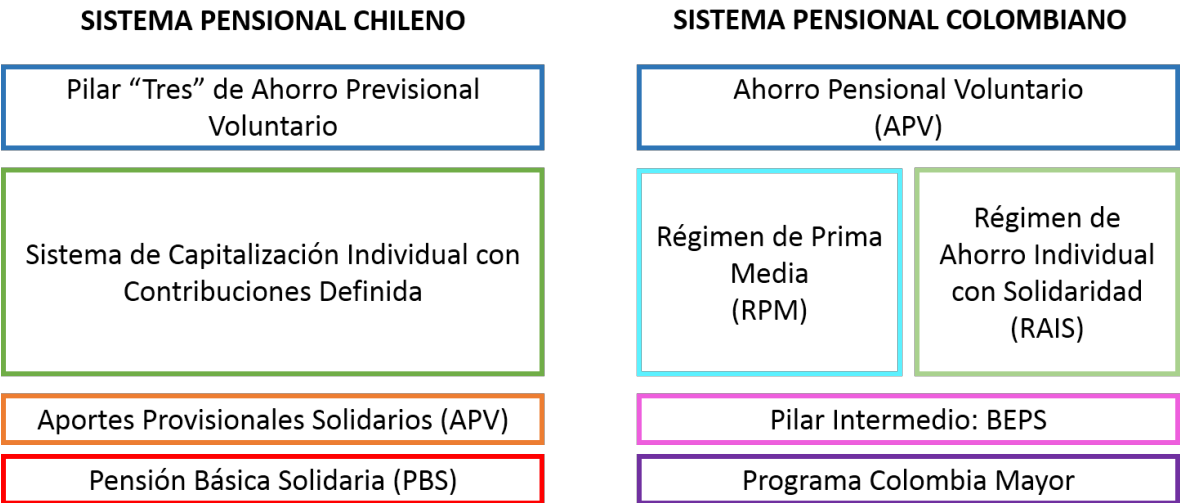 SISTEMA PENSIONAL CHILENO
Pilar “Tres” de Ahorro Previsional
Voluntario
Sistema de Capitalización Individual con
Contribuciones Definida
Aportes Provisionales Solidarios (APV)
Pensión Básica Solidaria (PBS)
SISTEMA PENSIONAL COLOMBIANO
Ahorro Pensional Voluntario
(APV)
Régimen de Prima
Media
(RPM)
Régimen de
Ahorro Individual
con Solidaridad
(RAIS)
Pilar Intermedio: BEPS
Programa Colombia Mayor